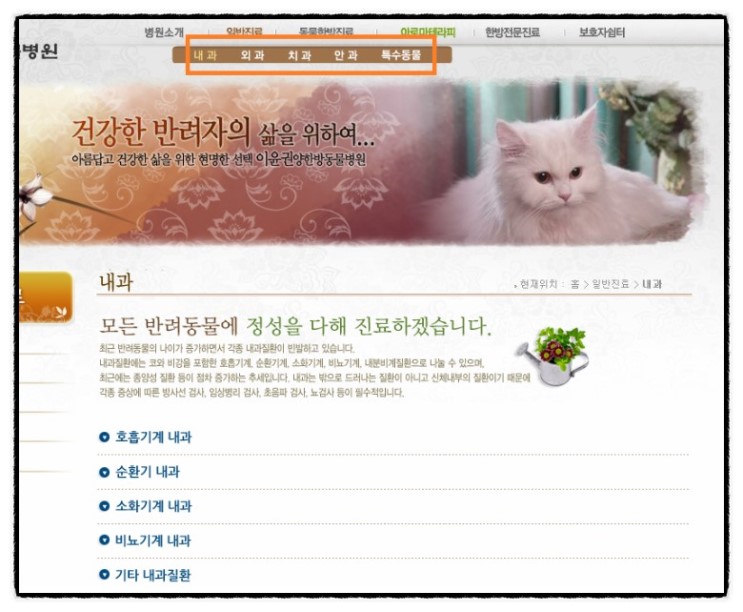 병원소개 일반진료 동물한방진료 아로마테라피 한방전문진료 보호자쉼터
병원
내과 외과 치과 안과 특수동물
건강한 반려자의 삶을 위하여...
아름답고 건강한 삶을 위한 현명한 선택 이윤권양한방동물병원
내과
현재위치 : 홈 > 일반진료 > 내과
모든 반려동물에 정성을 다해 진료하겠습니다.
최근 반려동물의 나이가 증가하면서 각종 내과질환이 빈발하고 있습니다.
내과질환에는 코와 비강을 포함한 호흡기계, 순환기계, 소화기계, 비뇨기계, 내분비계질환으로 나눌 수 있으며,
최근에는 종양성 질환 등이 점차 증가하는 추세입니다. 내과는 밖으로 드러나는 질환이 아니고 신체내부의 질환이기 때문에
각종 증상에 따른 방사선 검사, 임상병리 검사, 초음파 검사, 뇨검사 등이 필수적입니다.
호흡기계 내과
순환기 내과
소화기계 내과
비뇨기계 내과
기타 내과질환